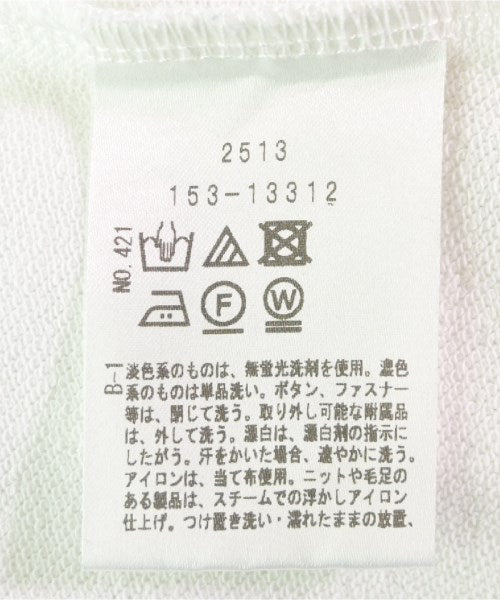 2513
153-13312
NO. 421
F
W
B-1
淡色系のものは、無蛍光洗剤を使用。濃色
系のものは単品洗い。ボタン、ファスナー
等は、閉じて洗う。取り外し可能な附属品
は、外して洗う。漂白は、漂白剤の指示に
したがう。汗をかいた場合、速やかに洗う。
アイロンは、当て布使用。ニットや毛足の
ある製品は、スチームでの浮かしアイロン
仕上げ。つけ置き洗い・濡れたままの放置、